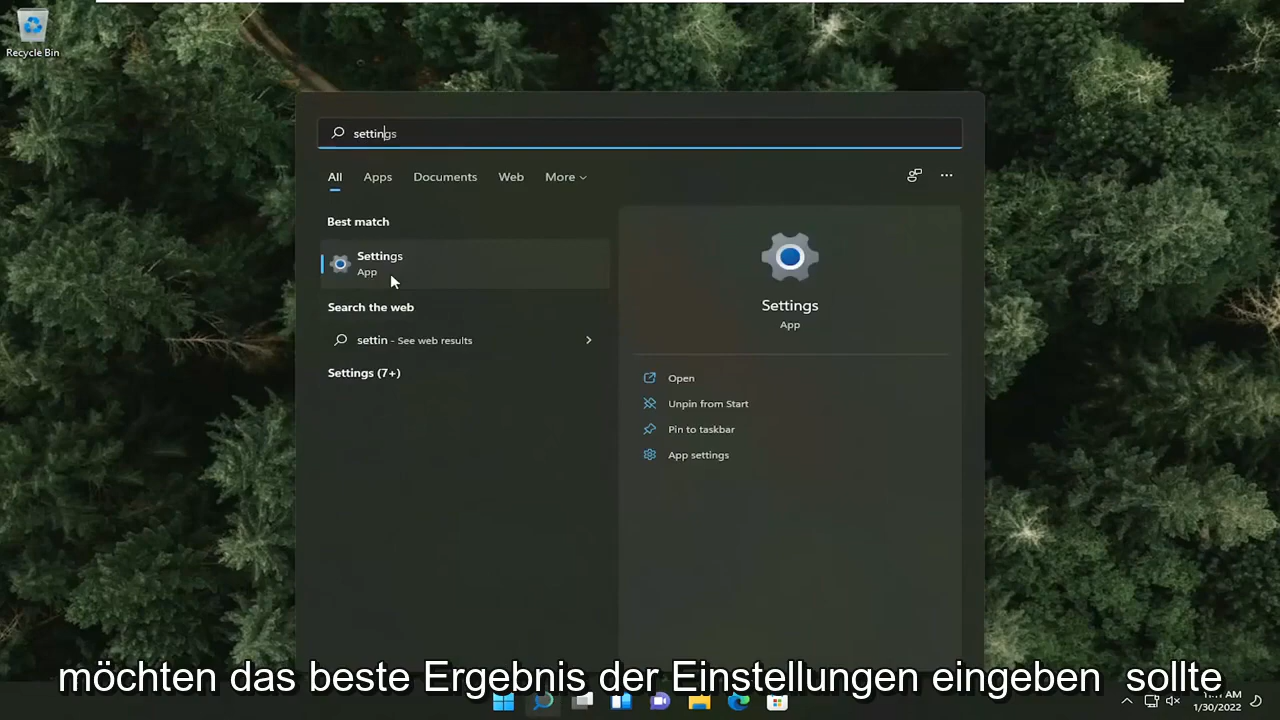 Recycle Bin
settings
All Apps Documents Web More
Best match
Settings
App
Search the web
settin - See web results
Settings (7+)
Settings
App
Open
Unpin from Start
Pin to taskbar
App settings
möchten das beste Ergebnis der Einstellungen eingeben sollte
1/30/2022